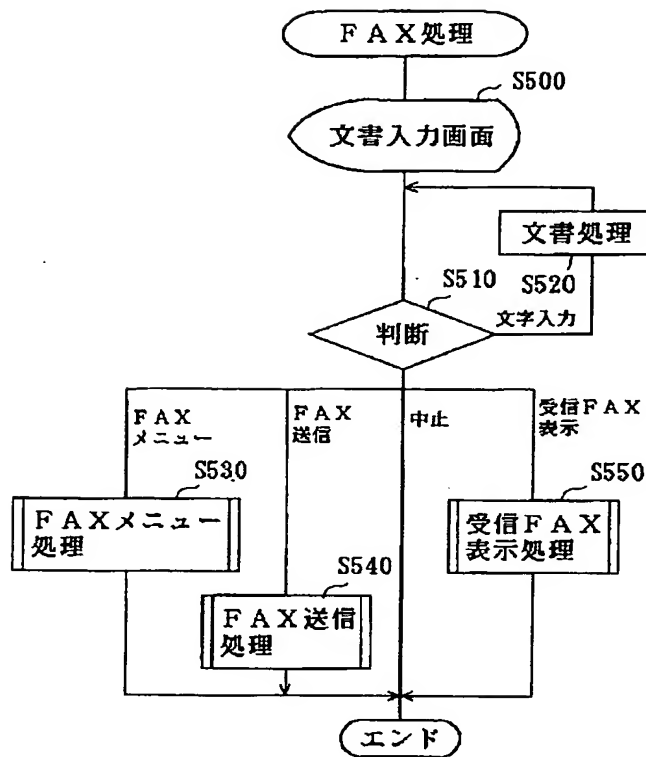 ＦＡＸ処理
S500
文書入力画面
文書処理
S520
S510
判断
文字入力
ＦＡＸ
メニュー
ＦＡＸ
送信
中止
受信ＦＡＸ
表示
S530
ＦＡＸメニュー
処理
S550
受信ＦＡＸ
表示処理
S540
ＦＡＸ送信
処理
エンド